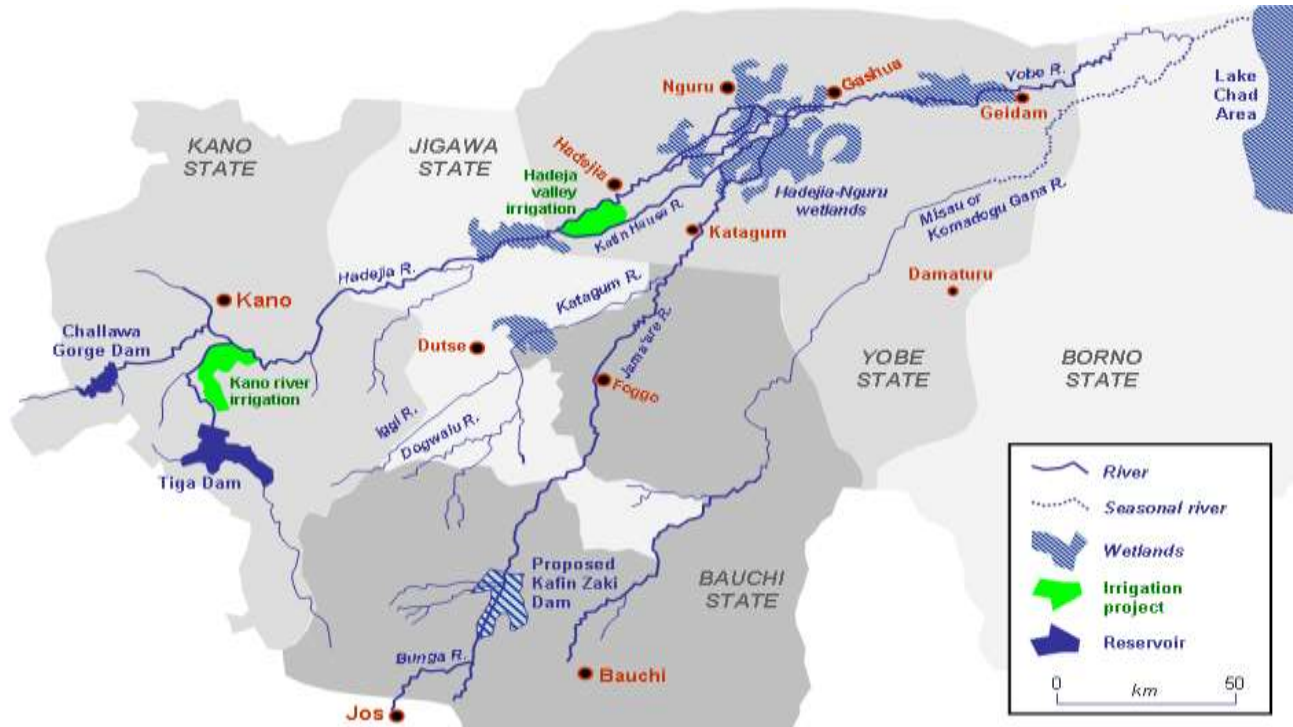 Nguru
Gashua
Yobe R.
Lake
Chad
Area
Geidam
KANO
STATE
JIGAWA
STATE
Hadejia
Hadeja
valley
irrigation
Kafin Hausa R.
Hadejia-Nguru
wetlands
Misau or
Komadogu Gana R.
Katagum
Hadejia R.
Damaturu
Katagum R.
Kano
Challawa
Gorge Dam
Dutse
Jama'are R.
YOBE
STATE
BORNO
STATE
Kano river
irrigation
Foggo
Iggi R.
Dogwalu R.
Tiga Dam
Proposed
Kafin Zaki
Dam
BAUCHI
STATE
Bunga R.
Bauchi
Jos
River
Seasonal river
Wetlands
Irrigation
project
Reservoir
0 50
km